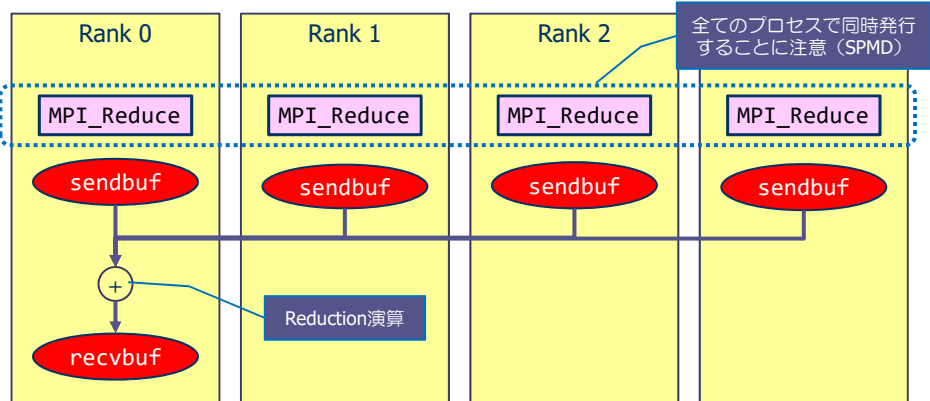 Rank 0
Rank 1
Rank 2
全てのプロセスで同時発行
することに注意（SPMD）
MPI_Reduce
MPI_Reduce
MPI_Reduce
MPI_Reduce
sendbuf
sendbuf
sendbuf
sendbuf
+
Reduction演算
recvbuf